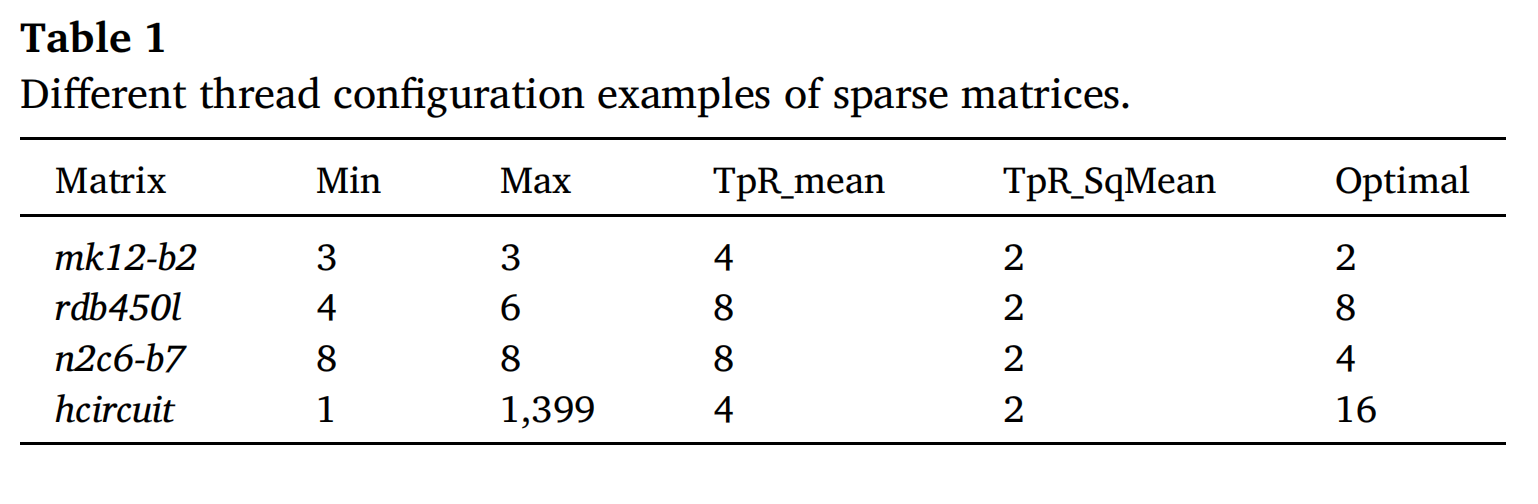 Table 1
Different thread configuration examples of sparse matrices.
Matrix Min Max TpR_mean TpR_SqMean Optimal
mk12-b2 3 3 4 2 2
rdb450l 4 6 8 2 8
n2c6-b7 8 8 8 2 4
hcircuit 1 1,399 4 2 16